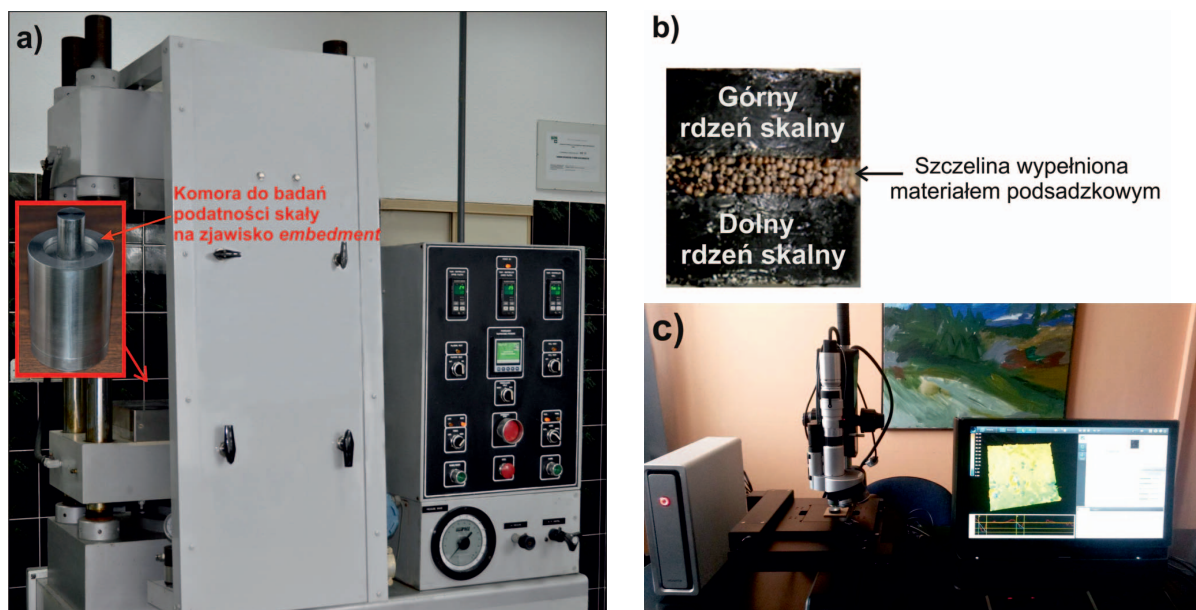 a)
Komora do badań
podatności skały
na zjawisko embedment
b)
Górny
rdzeń skalny
Szczelina wypełniona
materiałem podsadzkowym
Dolny
rdzeń skalny
c)